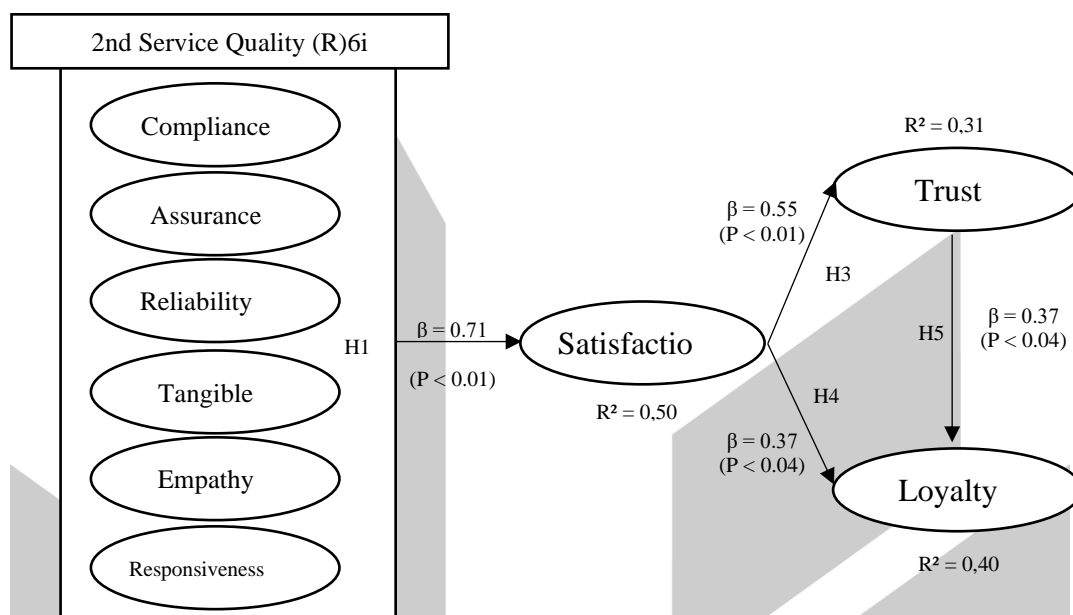 2nd Service Quality (R)6i
Compliance
Assurance
Reliability
Tangible
Empathy
Responsiveness
H1
β = 0.71
(P < 0.01)
Satisfactio
R² = 0,50
β = 0.55
(P < 0.01)
H3
H4
β = 0.37
(P < 0.04)
R² = 0,31
Trust
H5
β = 0.37
(P < 0.04)
Loyalty
R² = 0,40